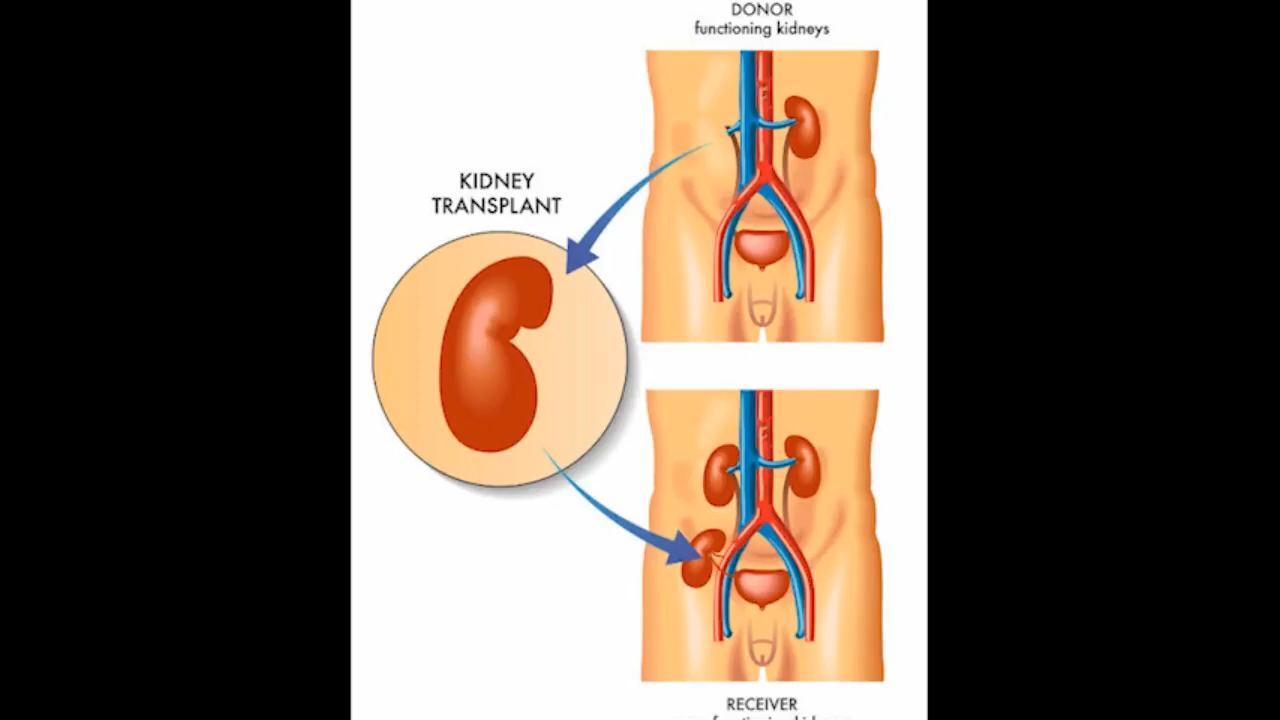 DONOR
functioning kidneys
KIDNEY
TRANSPLANT
RECEIVER